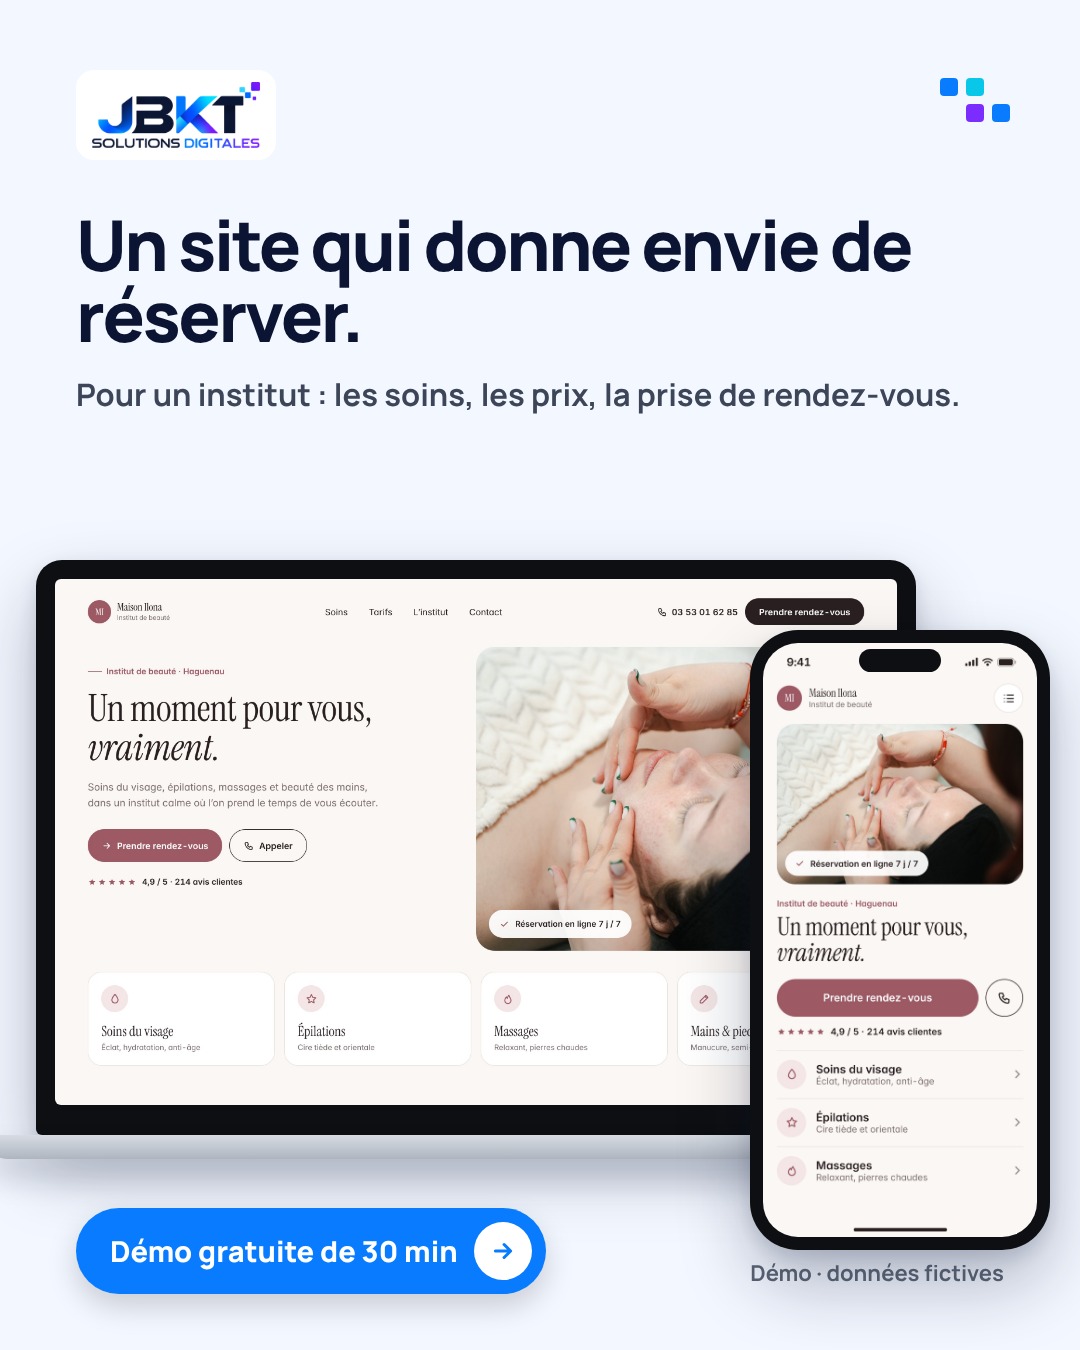 JBKT
SOLUTIONS DIGITALES
Un site qui donne envie de
réserver.
Pour un institut : les soins, les prix, la prise de rendez-vous.
MI
Maison Ilona
Institut de beauté
Soins
Tarifs
L'institut
Contact
03 53 01 62 85
Prendre rendez-vous
Institut de beauté · Haguenau
Un moment pour vous,
vraiment.
Soins du visage, épilations, massages et beauté des mains,
dans un institut calme où l'on prend le temps de vous écouter.
Prendre rendez-vous
Appeler
★★★★★ 4,9 / 5 · 214 avis clientes
Réservation en ligne 7 j / 7
Soins du visage
Éclat, hydratation, anti-âge
Épilations
Cire tiède et orientale
Massages
Relaxant, pierres chaudes
Mains &
Manucure,
9:41
MI
Maison Ilona
Institut de beauté
Réservation en ligne 7 j / 7
Institut de beauté · Haguenau
Un moment pour vous,
vraiment.
Prendre rendez-vous
★★★★★ 4,9 / 5 · 214 avis clientes
Soins du visage
Éclat, hydratation, anti-âge
Épilations
Cire tiède et orientale
Massages
Relaxant, pierres chaudes
Démo gratuite de 30 min
Démo · données fictives